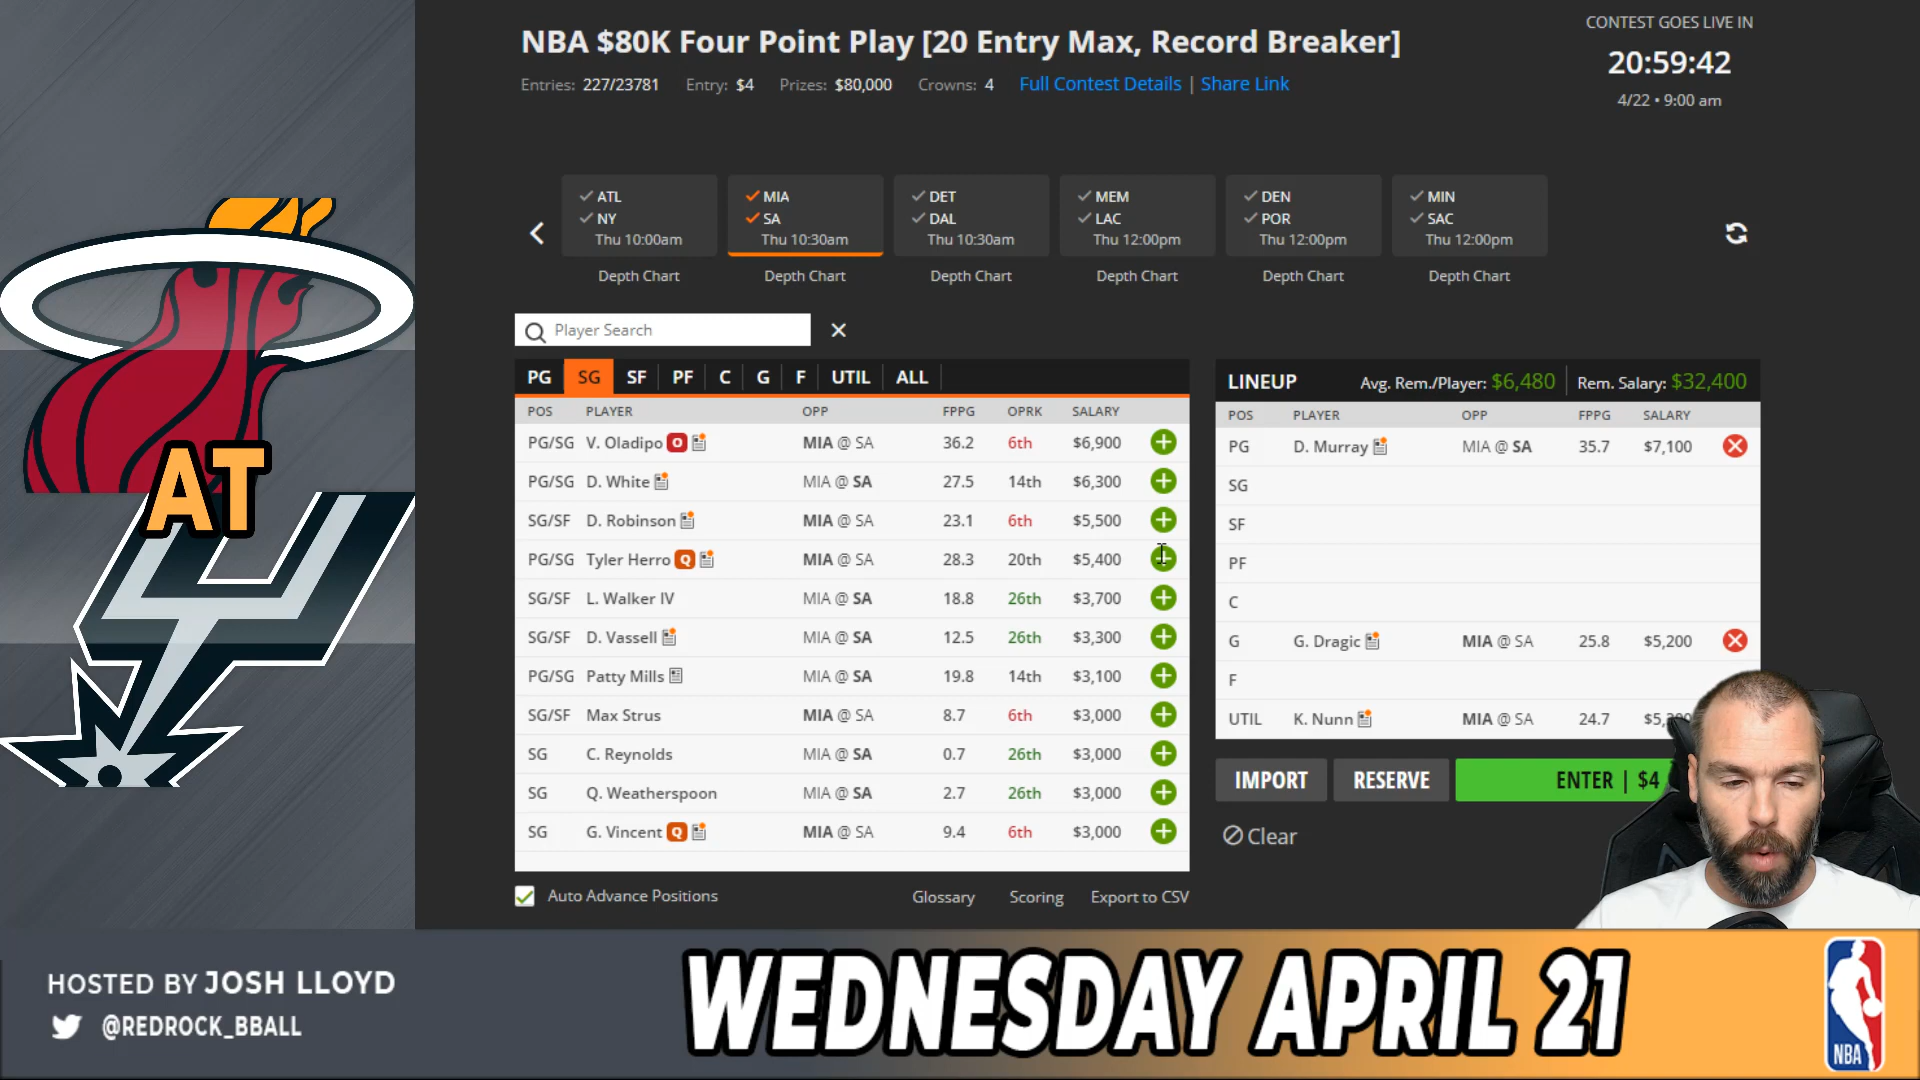 NBA $80K Four Point Play [20 Entry Max, Record Breaker]
Entries: 227/23781 Entry: $4 Prizes: $80,000 Crowns: 4 Full Contest Details | Share Link
CONTEST GOES LIVE IN
20:59:42
4/22 • 9:00 am
ATL
NY
Thu 10:00am
Depth Chart
MIA
SA
Thu 10:30am
Depth Chart
DET
DAL
Thu 10:30am
Depth Chart
MEM
LAC
Thu 12:00pm
Depth Chart
DEN
POR
Thu 12:00pm
Depth Chart
MIN
SAC
Thu 12:00pm
Depth Chart
Player Search
PG SG SF PF C G F UTIL ALL
POS PLAYER OPP FPPG OPRK SALARY
PG/SG V. Oladipo O MIA @ SA 36.2 6th $6,900
PG/SG D. White MIA @ SA 27.5 14th $6,300
SG/SF D. Robinson MIA @ SA 23.1 6th $5,500
PG/SG Tyler Herro Q MIA @ SA 28.3 20th $5,400
SG/SF L. Walker IV MIA @ SA 18.8 26th $3,700
SG/SF D. Vassell MIA @ SA 12.5 26th $3,300
PG/SG Patty Mills MIA @ SA 19.8 14th $3,100
SG/SF Max Strus MIA @ SA 8.7 6th $3,000
SG C. Reynolds MIA @ SA 0.7 26th $3,000
SG Q. Weatherspoon MIA @ SA 2.7 26th $3,000
SG G. Vincent Q MIA @ SA 9.4 6th $3,000
Auto Advance Positions Glossary Scoring Export to CSV
LINEUP Avg. Rem./Player: $6,480 Rem. Salary: $32,400
POS PLAYER OPP FPPG SALARY
PG D. Murray MIA @ SA 35.7 $7,100
SG
SF
PF
C
G G. Dragic MIA @ SA 25.8 $5,200
F
UTIL K. Nunn MIA @ SA 24.7
IMPORT RESERVE ENTER | $4
Clear
AT
HOSTED BY JOSH LLOYD
@REDROCK_BBALL
WEDNESDAY APRIL 21
NBA